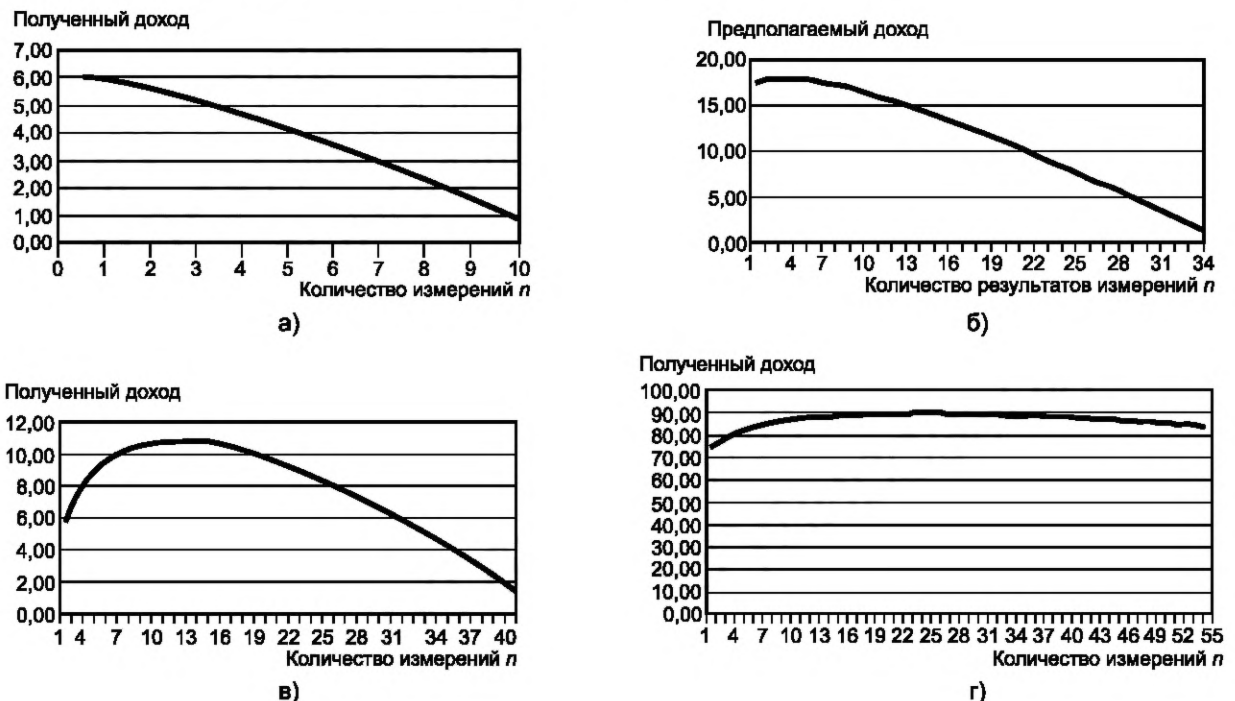 Полученный доход
7,00
6,00
5,00
4,00
3,00
2,00
1,00
0,00
0 1 2 3 4 5 6 7 8 9 10
Количество измерений n
а)
Предполагаемый доход
20,00
15,00
10,00
5,00
0,00
1 4 7 10 13 16 19 22 25 28 31 34
Количество результатов измерений n
б)
Полученный доход
12,00
10,00
8,00
6,00
4,00
2,00
0,00
1 4 7 10 13 16 19 22 25 28 31 34 37 40
Количество измерений n
в)
Полученный доход
100,00
90,00
80,00
70,00
60,00
50,00
40,00
30,00
20,00
10,00
0,00
1 4 7 10 13 16 19 22 25 28 31 34 37 40 43 46 49 52 55
Количество измерений n
г)